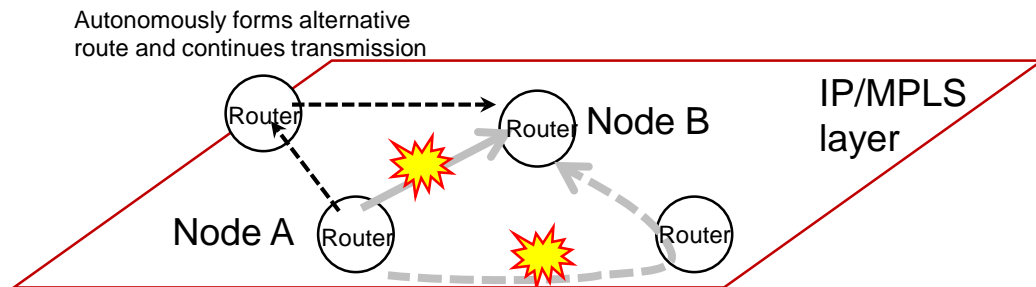 Autonomously forms alternative
route and continues transmission
Router
Router
Node B
IP/MPLS
layer
Node A
Router
Router